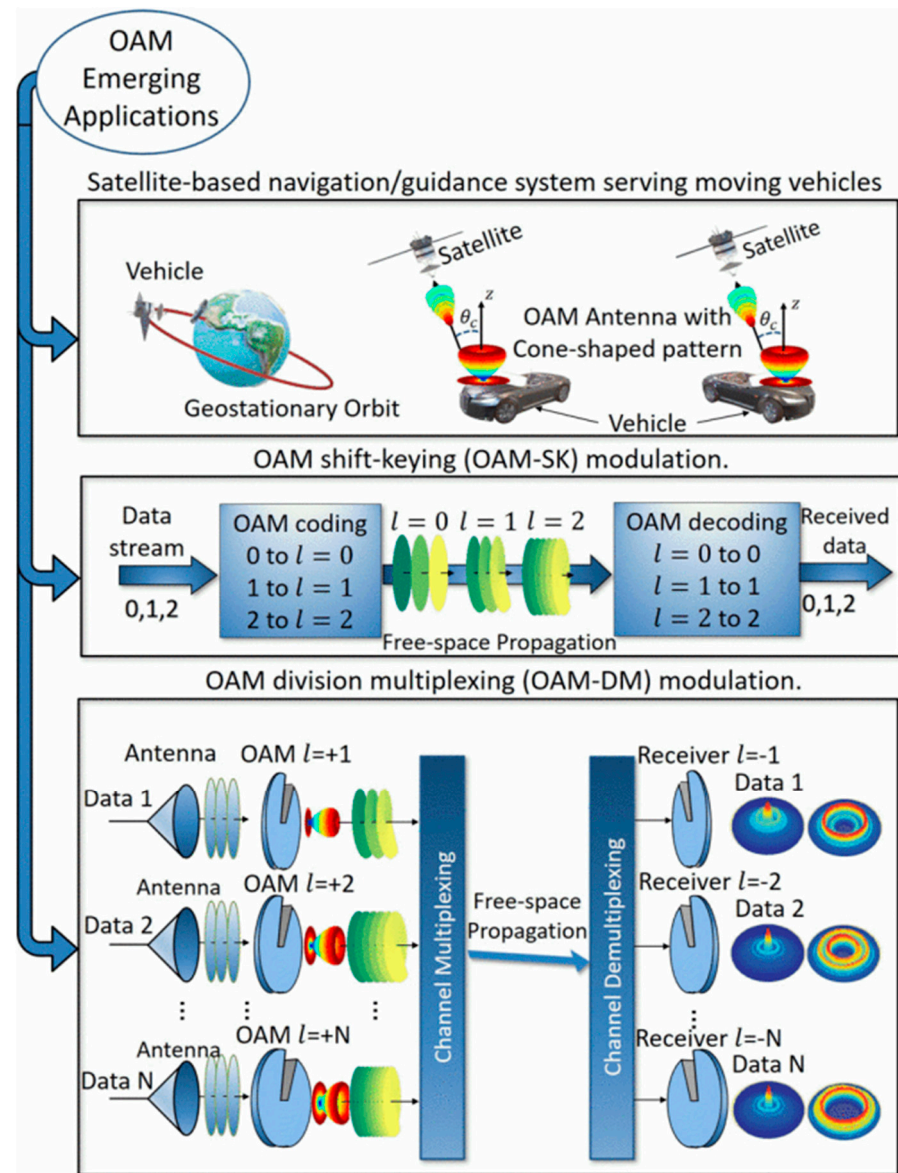 OAM
Emerging
Applications
Satellite-based navigation/guidance system serving moving vehicles
Vehicle
Geostationary Orbit
Satellite
θc
z
OAM Antenna with
Cone-shaped pattern
Vehicle
Satellite
θc
z
OAM shift-keying (OAM-SK) modulation.
Data
stream
0,1,2
OAM coding
0 to l = 0
1 to l = 1
2 to l = 2
l = 0 l = 1 l = 2
Free-space Propagation
OAM decoding
l = 0 to 0
l = 1 to 1
l = 2 to 2
Received
data
0,1,2
OAM division multiplexing (OAM-DM) modulation.
Antenna
OAM l=+1
Data 1
Antenna
OAM l=+2
Data 2
... ... ...
OAM l=+N
Antenna
Data N
Channel Multiplexing
Free-space
Propagation
Channel Demultiplexing
Receiver l=-1
Data 1
Receiver l=-2
Data 2
...
Receiver l=-N
Data N